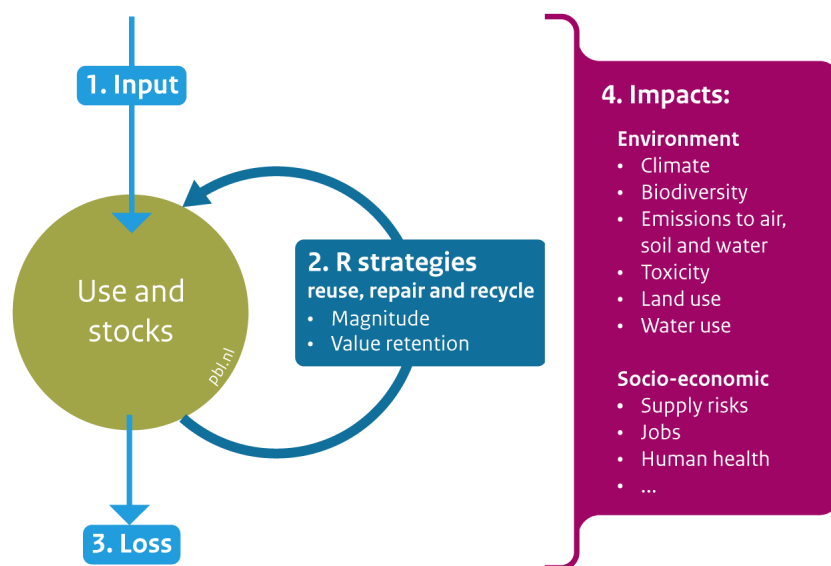 1. Input
Use and
stocks
pbl.nl
2. R strategies
reuse, repair and recycle
• Magnitude
• Value retention
3. Loss
4. Impacts:
Environment
• Climate
• Biodiversity
• Emissions to air,
soil and water
• Toxicity
• Land use
• Water use
Socio-economic
• Supply risks
• Jobs
• Human health
• ...